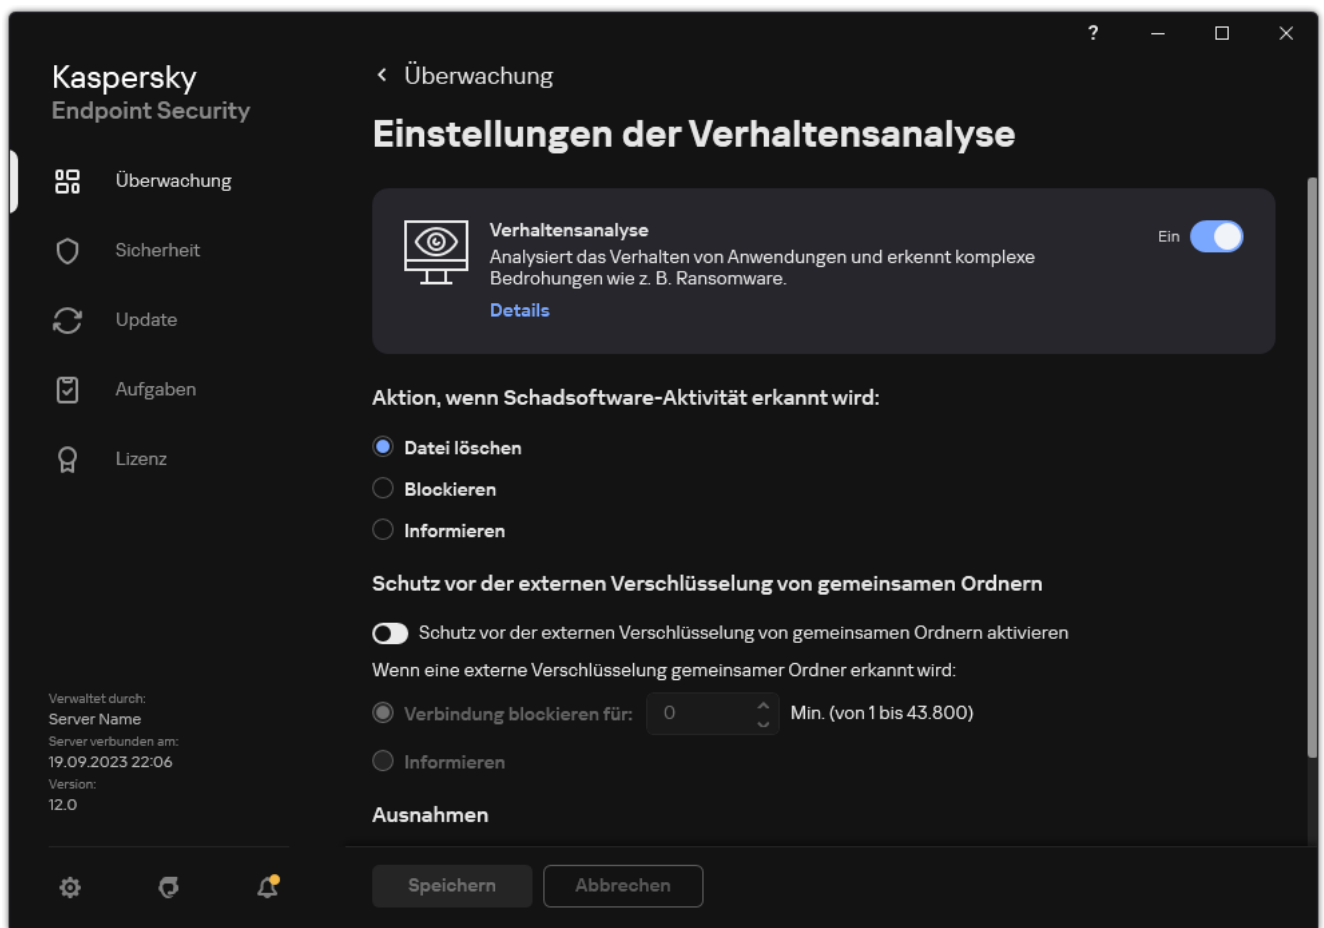 ?
Kaspersky
Endpoint Security
Überwachung
Sicherheit
Update
Aufgaben
Lizenz
Verwaltet durch:
Server Name
Server verbunden am:
19.09.2023 22:06
Version:
12.0
Überwachung
Einstellungen der Verhaltensanalyse
Verhaltensanalyse
Ein
Analysiert das Verhalten von Anwendungen und erkennt komplexe
Bedrohungen wie z. B. Ransomware.
Details
Aktion, wenn Schadsoftware-Aktivität erkannt wird:
Datei löschen
Blockieren
Informieren
Schutz vor der externen Verschlüsselung von gemeinsamen Ordnern
Schutz vor der externen Verschlüsselung von gemeinsamen Ordnern aktivieren
Wenn eine externe Verschlüsselung gemeinsamer Ordner erkannt wird:
Verbindung blockieren für: 0 Min. (von 1 bis 43.800)
Informieren
Ausnahmen
Speichern Abbrechen